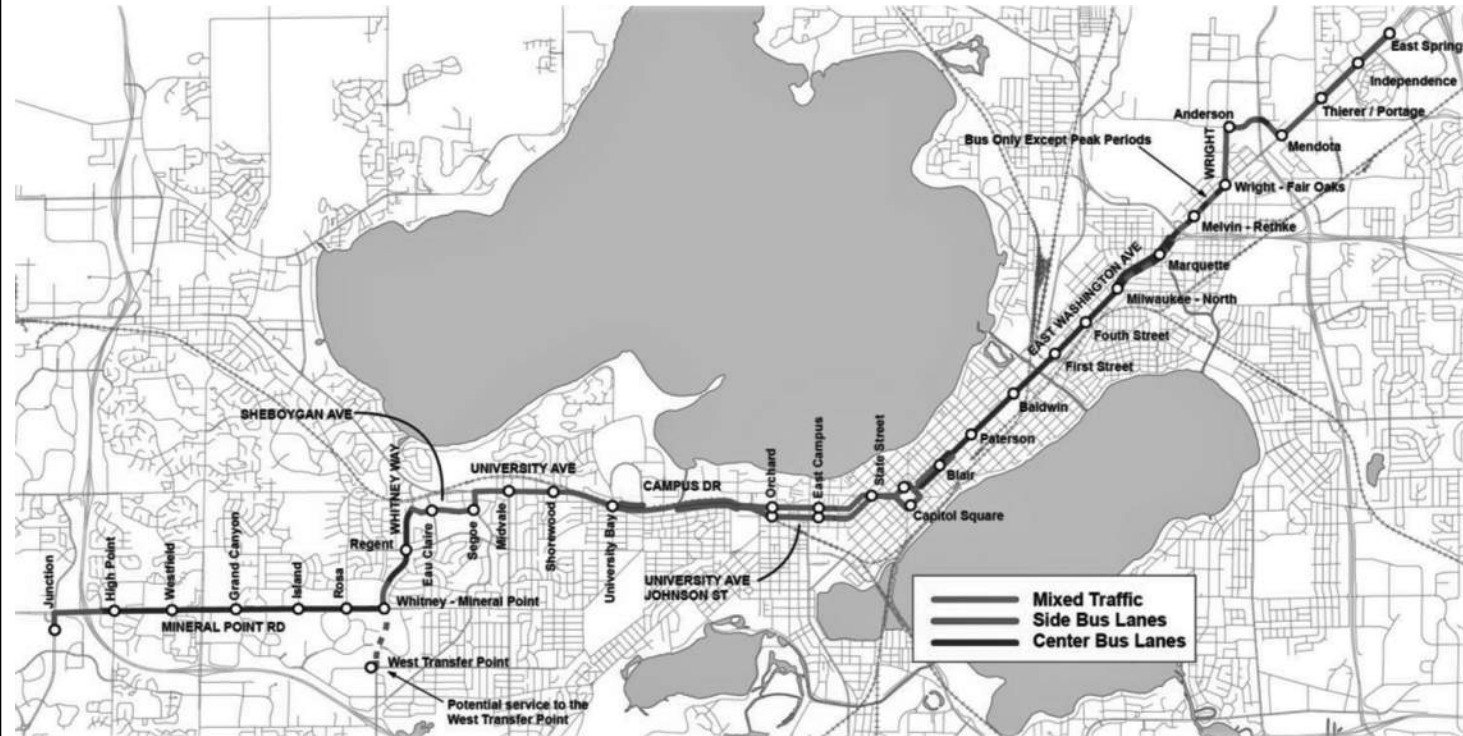 East Spring
Independence
Thierer / Portage
Anderson
Mendota
Bus Only Except Peak Periods
WRIGHT
Wright - Fair Oaks
Melvin - Rethke
Marquette
EAST WASHINGTON AVE
Milwaukee - North
Fouth Street
First Street
Baldwin
Paterson
Blair
Capitol Square
State Street
East Campus
Orchard
CAMPUS DR
UNIVERSITY AVE
JOHNSON ST
University Bay
Shorewood
UNIVERSITY AVE
Midvale
Segoe
SHEBOYGAN AVE
Eau Claire
WHITNEY WAY
Regent
Whitney - Mineral Point
Rosa
Island
Grand Canyon
Westfield
High Point
Junction
MINERAL POINT RD
West Transfer Point
Potential service to the
West Transfer Point
Mixed Traffic
Side Bus Lanes
Center Bus Lanes